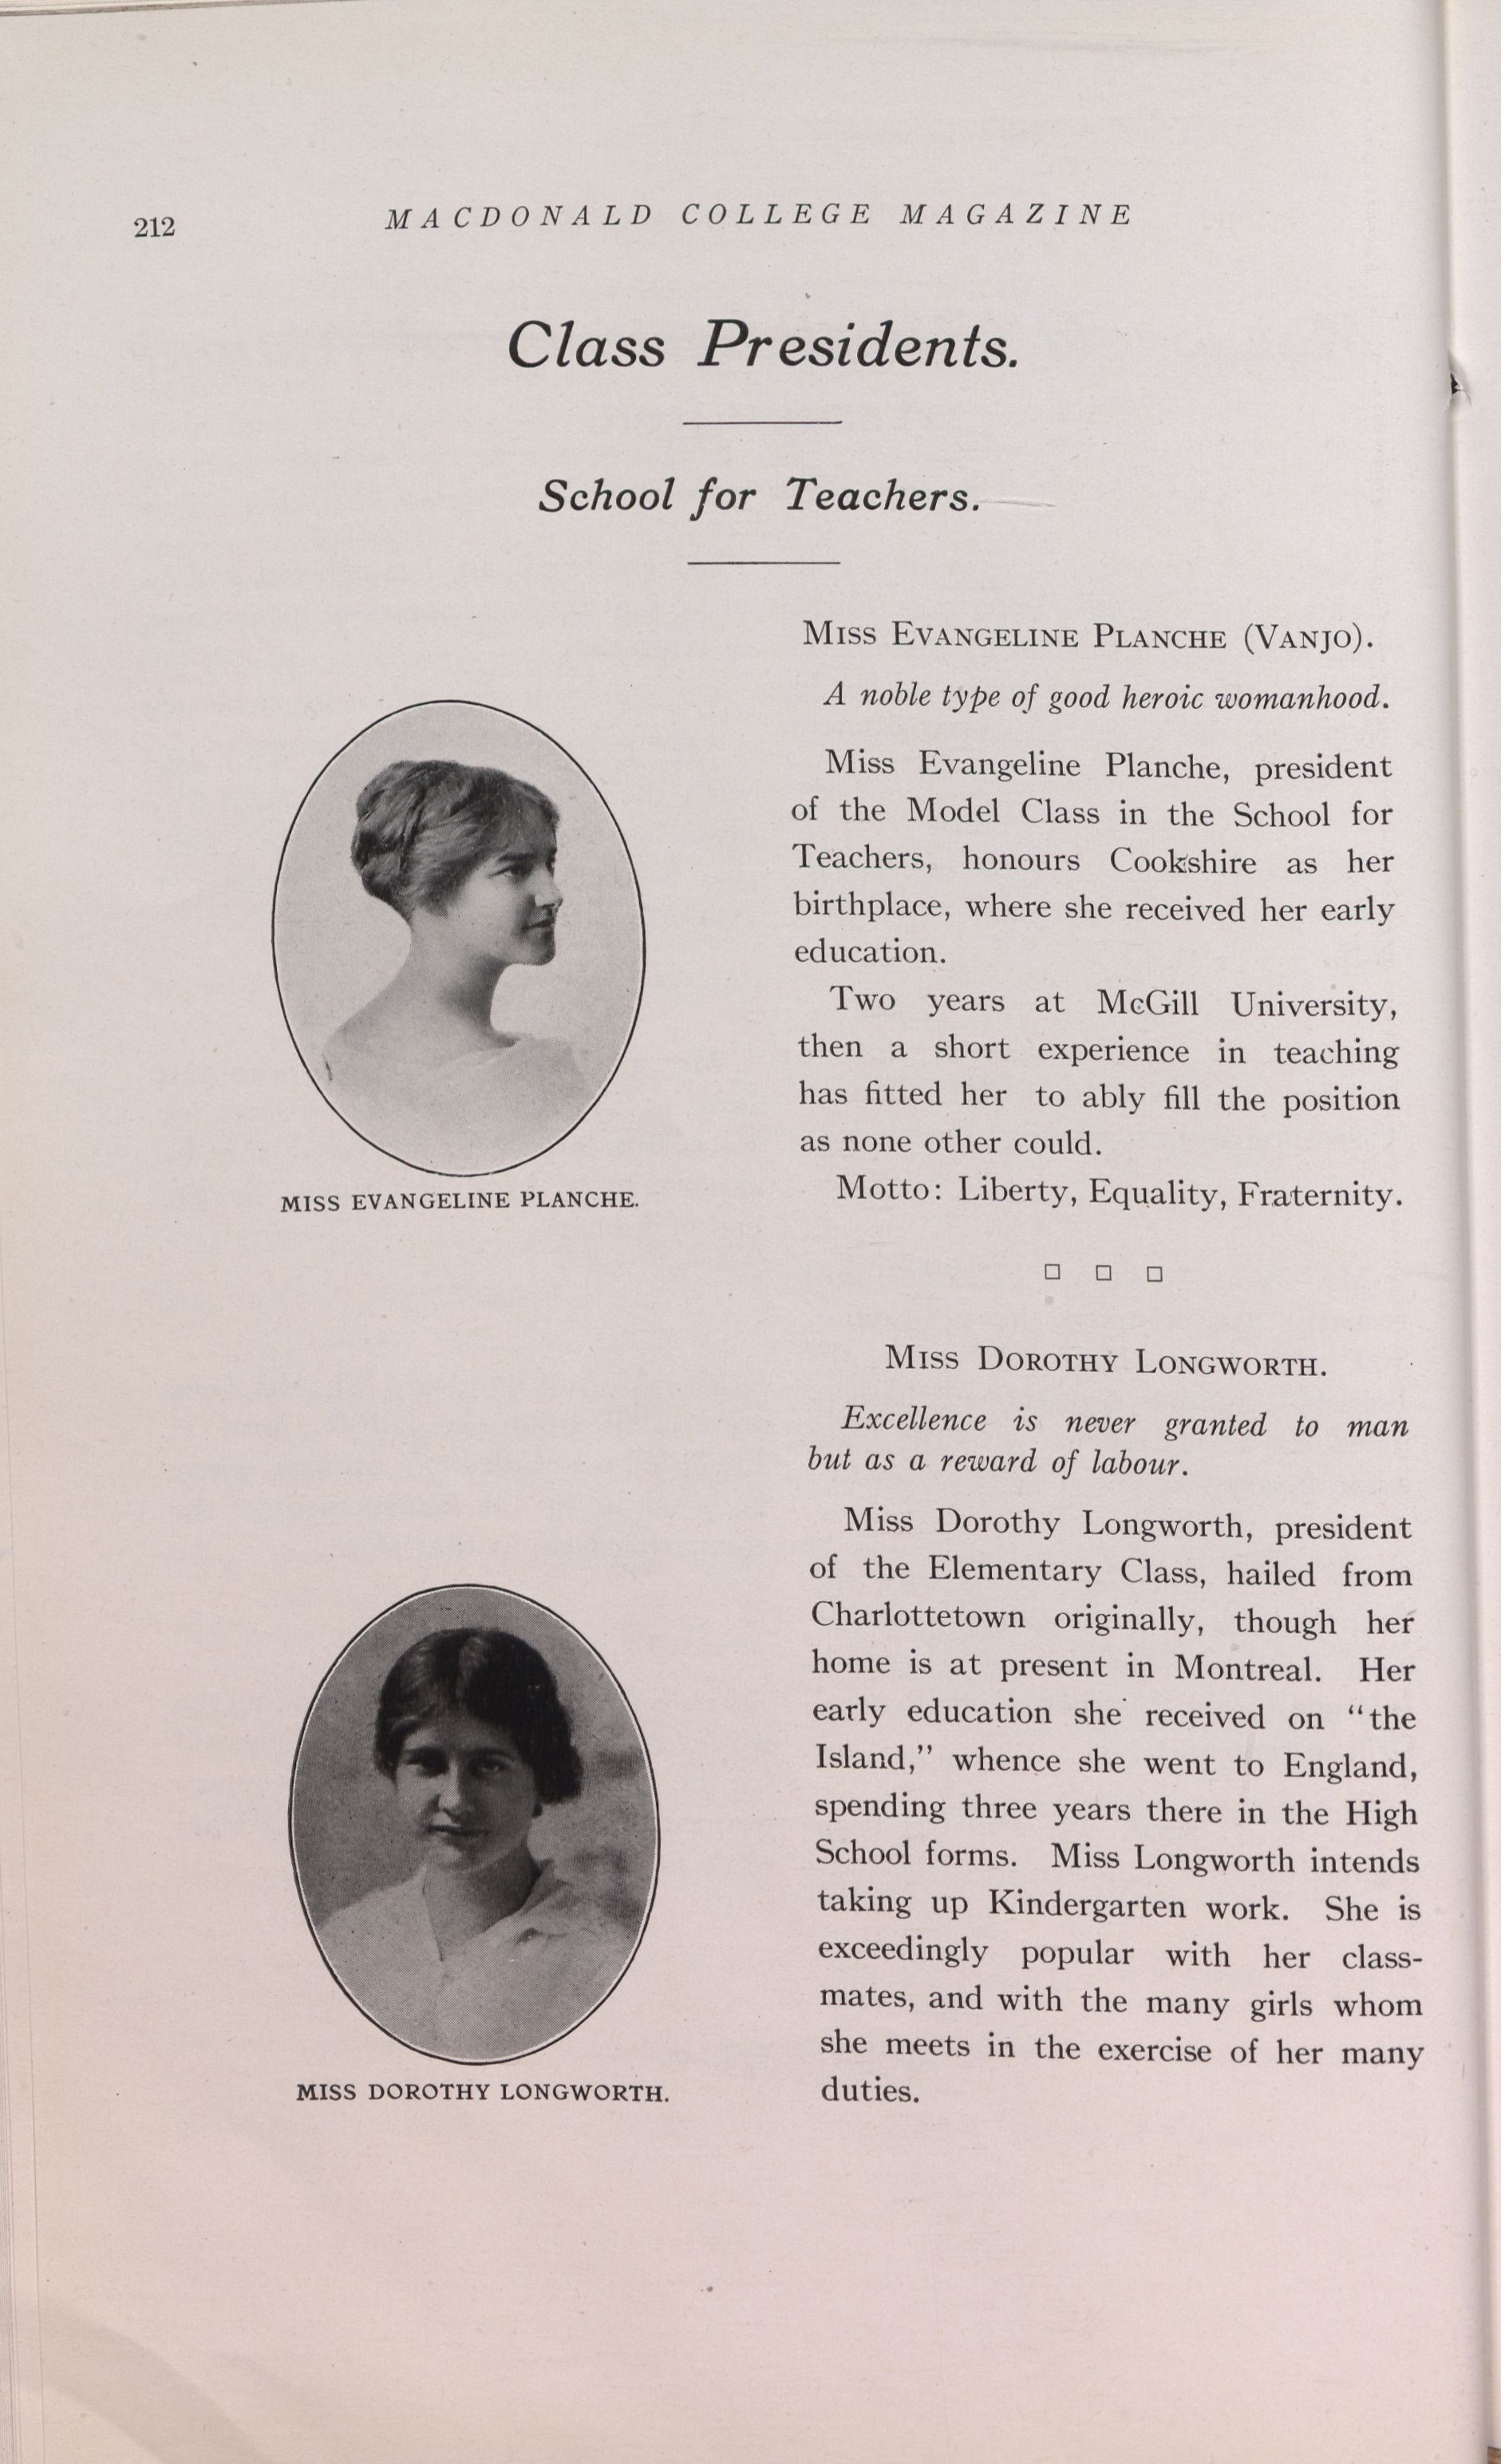 212
MACDONALD COLLEGE MAGAZINE
Class Presidents.
School for Teachers.
MISS EVANGELINE PLANCHE (VANJO).
A noble type of good heroic womanhood.
Miss Evangeline Planche, president
of the Model Class in the School for
Teachers, honours Cookshire as her
birthplace, where she received her early
education.
Two years at McGill University,
then a short experience in teaching
has fitted her to ably fill the position
as none other could.
Motto: Liberty, Equality, Fraternity.
MISS EVANGELINE PLANCHE.
MISS DOROTHY LONGWORTH.
Excellence is never granted to man
but as a reward of labour.
Miss Dorothy Longworth, president
of the Elementary Class, hailed from
Charlottetown originally, though her
home is at present in Montreal. Her
early education she received on "the
Island," whence she went to England,
spending three years there in the High
School forms. Miss Longworth intends
taking up Kindergarten work. She is
exceedingly popular with her class-
mates, and with the many girls whom
she meets in the exercise of her many
duties.
MISS DOROTHY LONGWORTH.